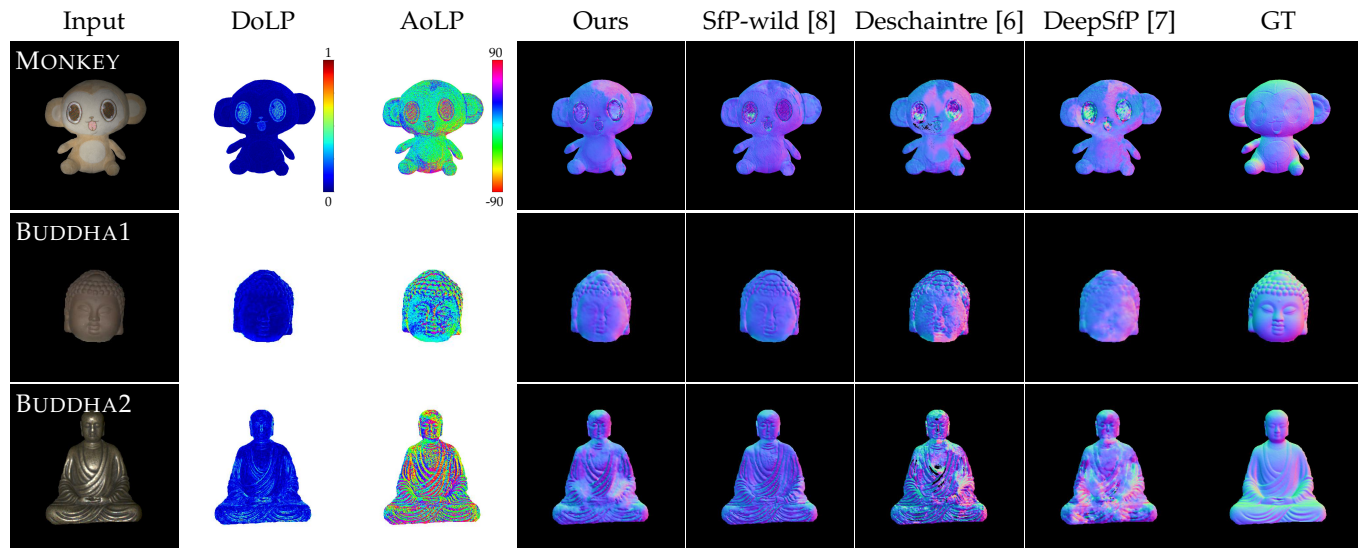 Input DoLP AoLP Ours SfP-wild [8] Deschaintre [6] DeepSfP [7] GT
MONKEY
1
0
90
-90
BUDDHA1
BUDDHA2